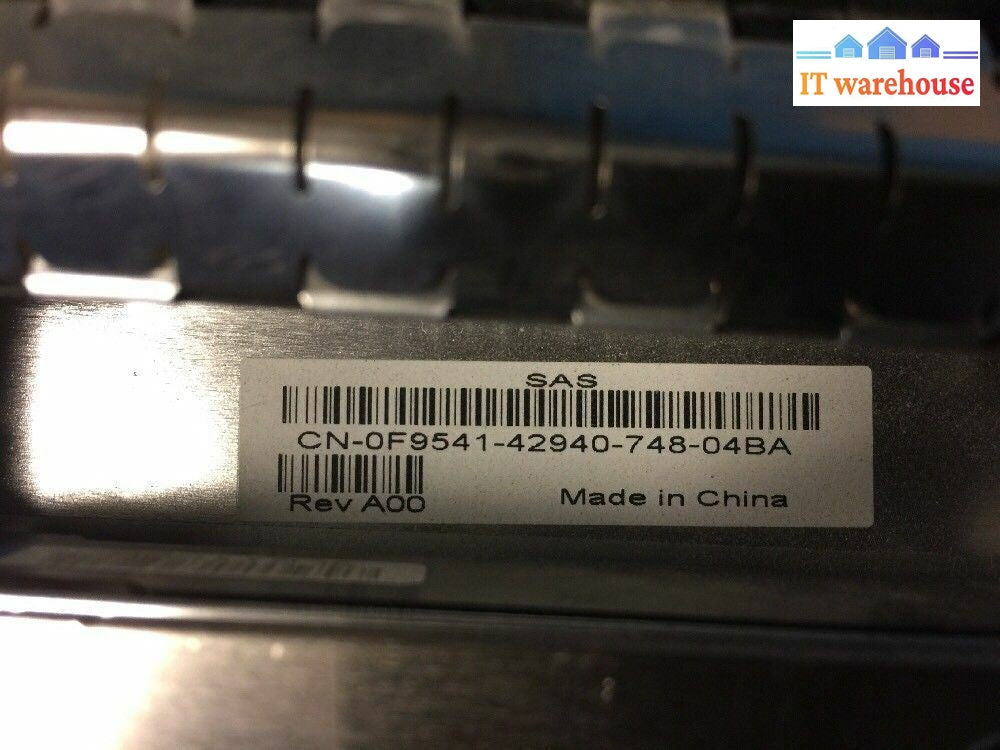 IT warehouse
SAS
CN-0F9541-42940-748-04BA
Rev A00
Made in China